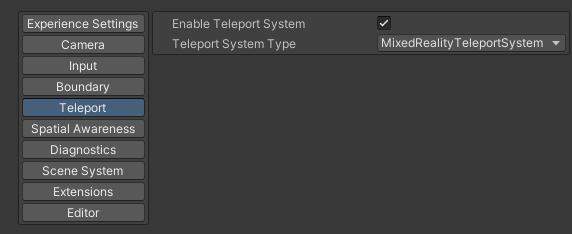 Experience Settings
Camera
Input
Boundary
Teleport
Spatial Awareness
Diagnostics
Scene System
Extensions
Editor
Enable Teleport System
Teleport System Type MixedRealityTeleportSystem